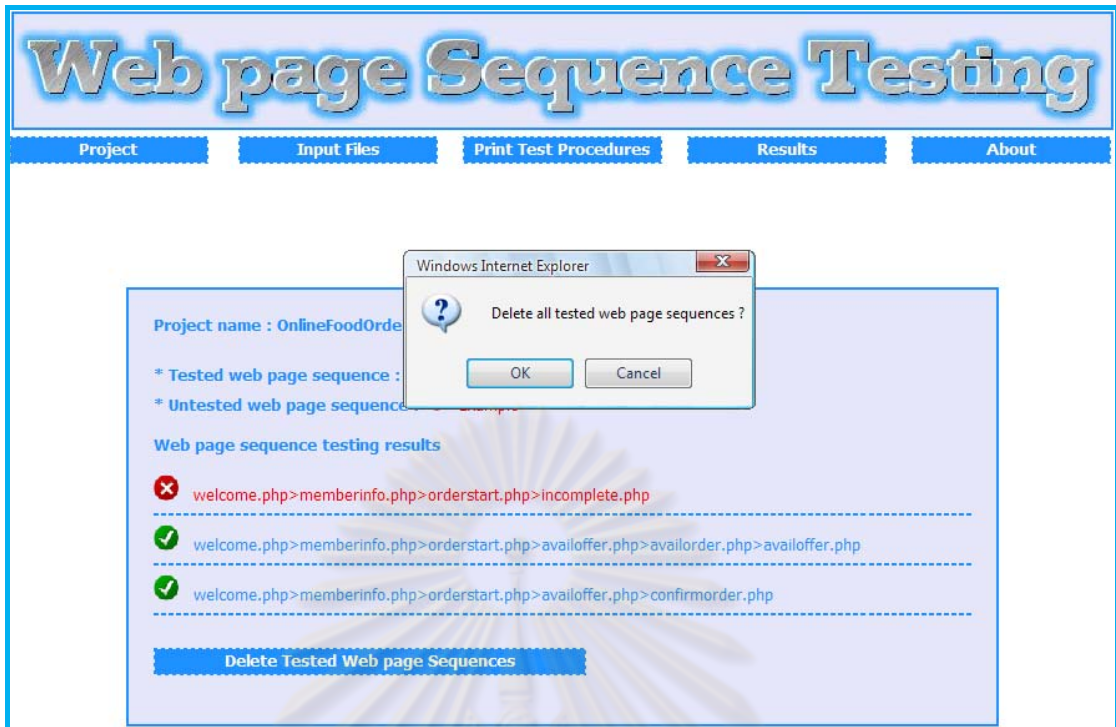 Web page Sequence Testing
Project Input Files Print Test Procedures Results About
Windows Internet Explorer
Delete all tested web page sequences ?
OK Cancel
Project name : OnlineFoodOrde
* Tested web page sequence :
* Untested web page sequence :
Web page sequence testing results
welcome.php>memberinfo.php>orderstart.php>incomplete.php
welcome.php>memberinfo.php>orderstart.php>availoffer.php>availorder.php>availoffer.php
welcome.php>memberinfo.php>orderstart.php>availoffer.php>confirmorder.php
Delete Tested Web page Sequences